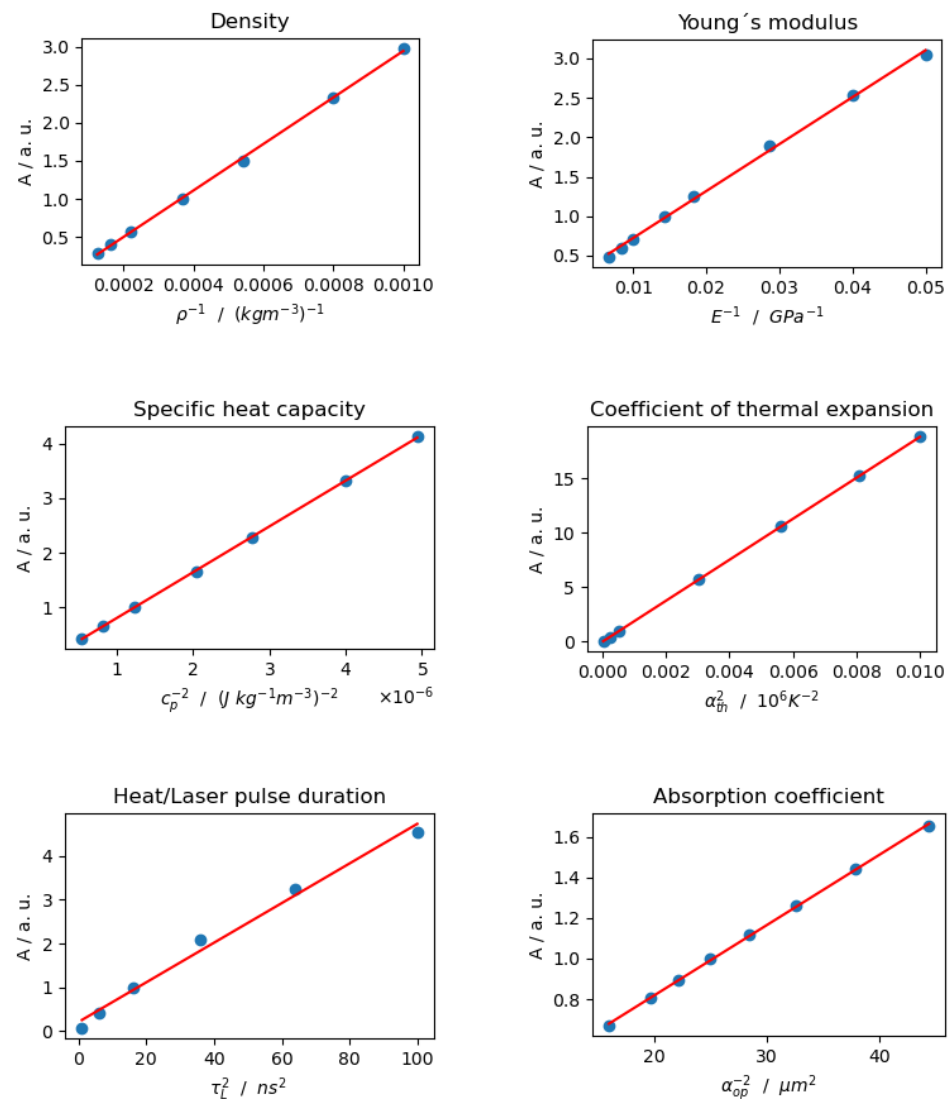 Density
A / a. u.
3.0
2.5
2.0
1.5
1.0
0.5
0.0002 0.0004 0.0006 0.0008 0.0010
ρ⁻¹ / (kgm⁻³)⁻¹
Young´s modulus
A / a. u.
3.0
2.5
2.0
1.5
1.0
0.5
0.01 0.02 0.03 0.04 0.05
E⁻¹ / GPa⁻¹
Specific heat capacity
A / a. u.
4
3
2
1
1 2 3 4 5
c_p⁻² / (J kg⁻¹m⁻³)⁻² ×10⁻⁶
Coefficient of thermal expansion
A / a. u.
15
10
5
0
0.000 0.002 0.004 0.006 0.008 0.010
α_th² / 10⁶K⁻²
Heat/Laser pulse duration
A / a. u.
4
3
2
1
0
0 20 40 60 80 100
τ_L² / ns²
Absorption coefficient
A / a. u.
1.6
1.4
1.2
1.0
0.8
20 30 40
α_op⁻² / μm²